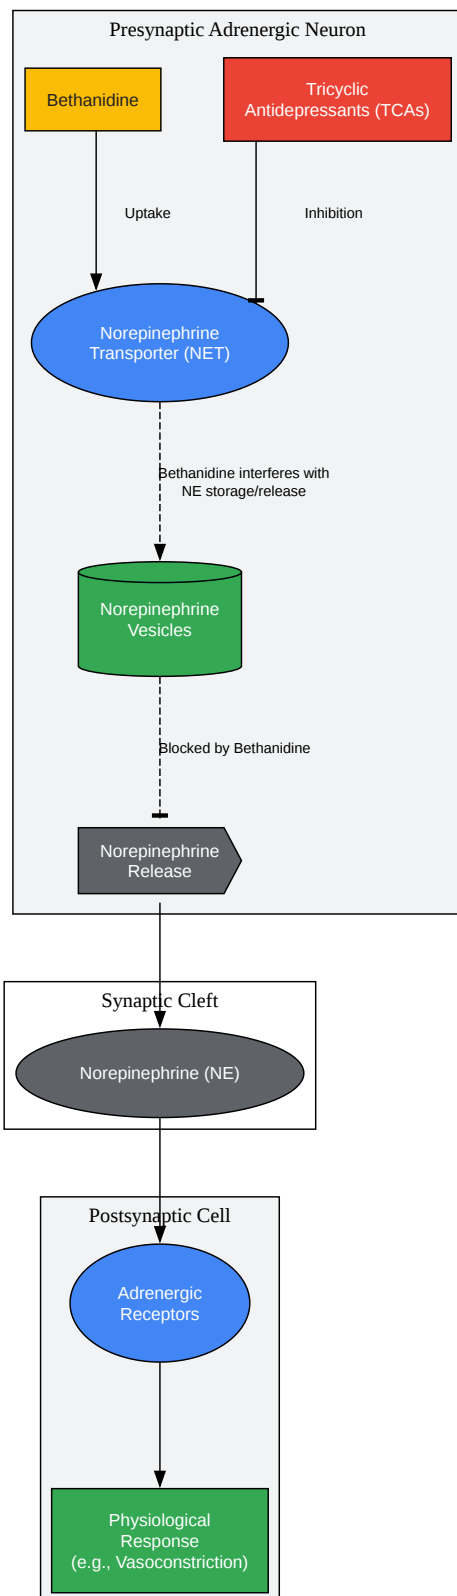 Presynaptic Adrenergic Neuron
Bethanidine
Tricyclic
Antidepressants (TCAs)
Uptake
Inhibition
Norepinephrine
Transporter (NET)
Bethanidine interferes with
NE storage/release
Norepinephrine
Vesicles
Blocked by Bethanidine
Norepinephrine
Release
Synaptic Cleft
Norepinephrine (NE)
Postsynaptic Cell
Adrenergic
Receptors
Physiological
Response
(e.g., Vasoconstriction)